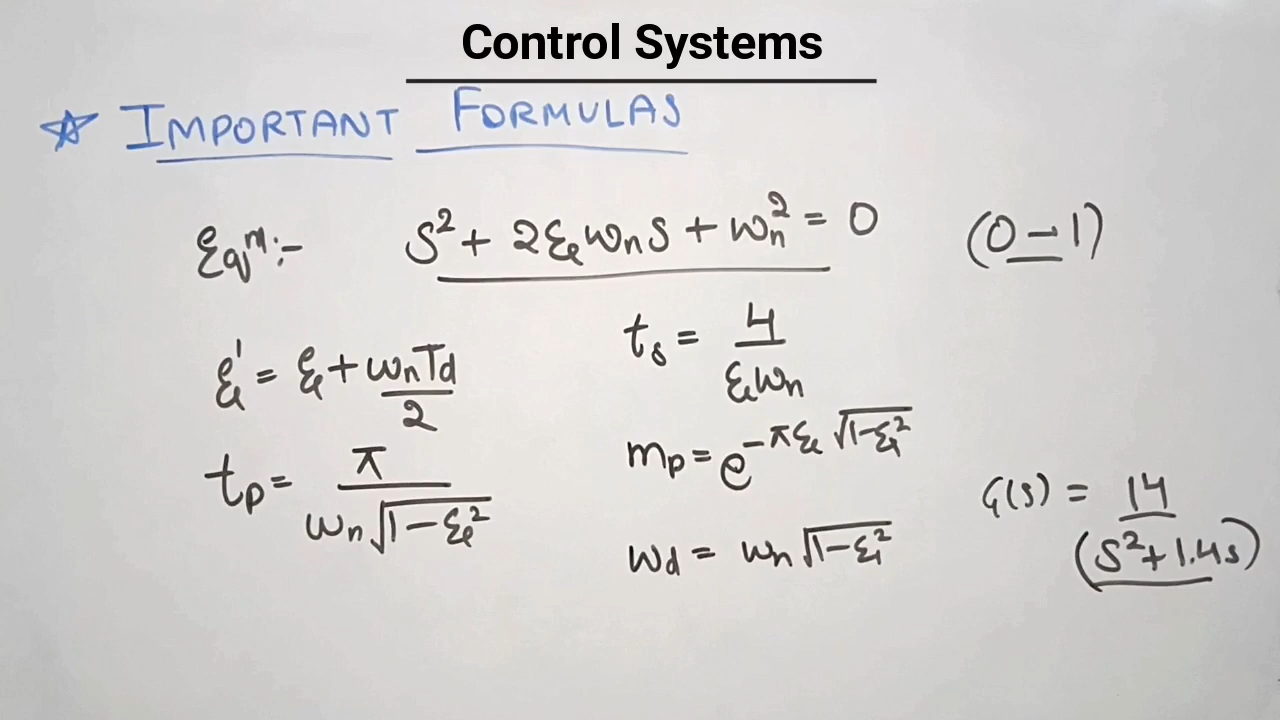 Control Systems
☆ IMPORTANT FORMULAS
Eqⁿ:- S² + 2ξωₙS + ωₙ² = 0 (0 – 1)
ξ' = ξ + ωₙTd/2
tₛ = 4/ξωₙ
tₚ = π/ωₙ√1-ξ²
mₚ = e^-πξ √1-ξ²
ωd = ωₙ √1-ξ²
G(s) = 14/(S²+1.4s)